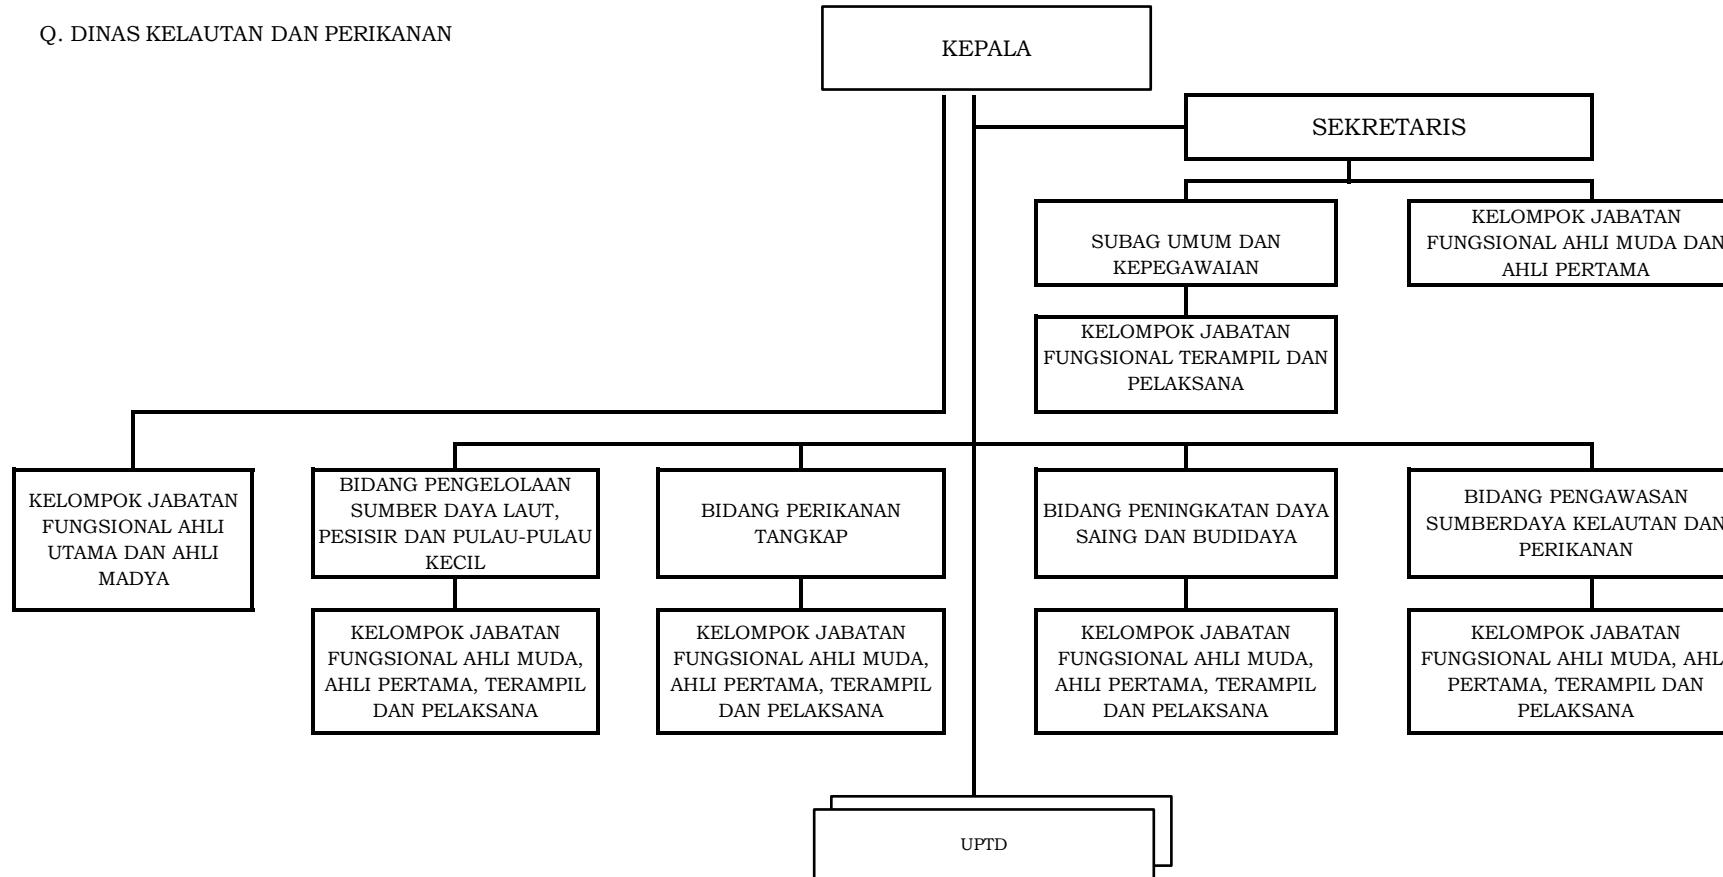 Q. DINAS KELAUTAN DAN PERIKANAN
KEPALA
SEKRETARIS
SUBAG UMUM DAN
KEPEGAWAIAN
KELOMPOK JABATAN
FUNGSIONAL AHLI MUDA DAN
AHLI PERTAMA
KELOMPOK JABATAN
FUNGSIONAL TERAMPIL DAN
PELAKSANA
KELOMPOK JABATAN
FUNGSIONAL AHLI
UTAMA DAN AHLI
MADYA
BIDANG PENGELOLAAN
SUMBER DAYA LAUT,
PESISIR DAN PULAU-PULAU
KECIL
BIDANG PERIKANAN
TANGKAP
BIDANG PENINGKATAN DAYA
SAING DAN BUDIDAYA
BIDANG PENGAWASAN
SUMBERDAYA KELAUTAN DAN
PERIKANAN
KELOMPOK JABATAN
FUNGSIONAL AHLI MUDA,
AHLI PERTAMA, TERAMPIL
DAN PELAKSANA
KELOMPOK JABATAN
FUNGSIONAL AHLI MUDA,
AHLI PERTAMA, TERAMPIL
DAN PELAKSANA
KELOMPOK JABATAN
FUNGSIONAL AHLI MUDA,
AHLI PERTAMA, TERAMPIL
DAN PELAKSANA
KELOMPOK JABATAN
FUNGSIONAL AHLI MUDA, AHL
PERTAMA, TERAMPIL DAN
PELAKSANA
UPTD